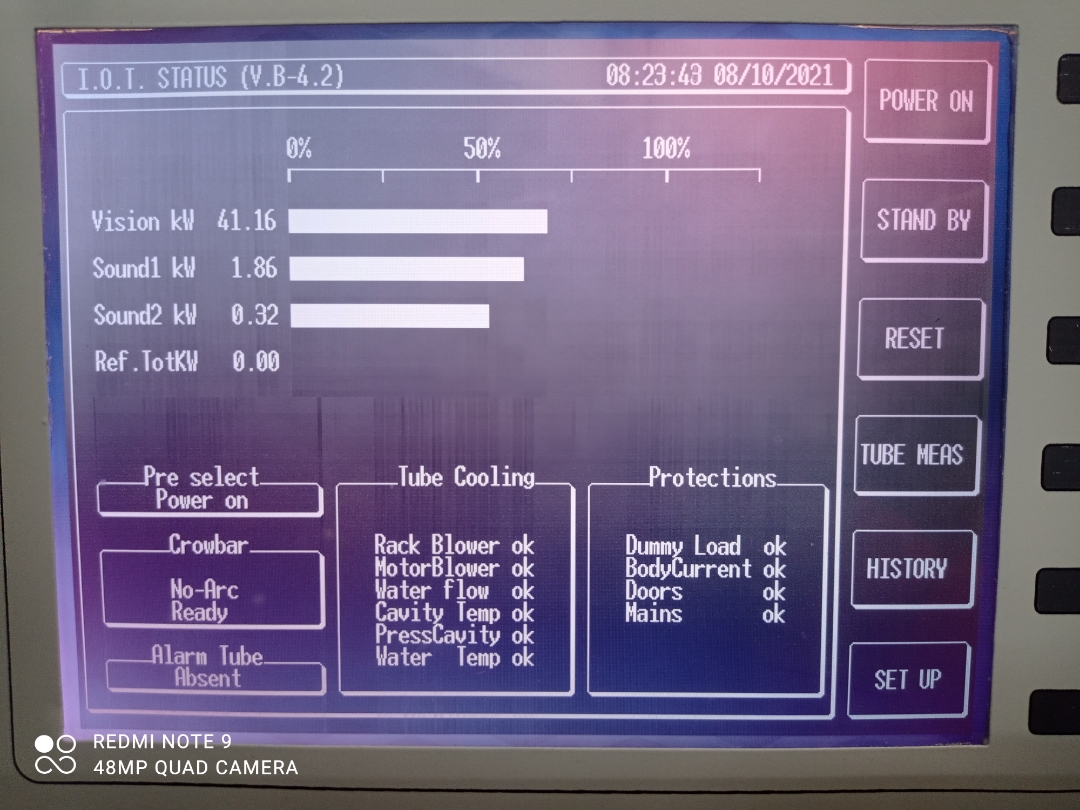 I.O.T. STATUS (V.B-4.2) 08:23:43 08/10/2021
0% 50% 100%
Vision kW 41.16
Sound1 kW 1.86
Sound2 kW 0.32
Ref.TotKW 0.00
Pre select
Power on
Crowbar
No-Arc
Ready
Alarm Tube
Absent
Tube Cooling
Rack Blower ok
MotorBlower ok
Water flow ok
Cavity Temp ok
PressCavity ok
Water Temp ok
Protections
Dummy Load ok
BodyCurrent ok
Doors ok
Mains ok
POWER ON
STAND BY
RESET
TUBE MEAS
HISTORY
SET UP
REDMI NOTE 9
48MP QUAD CAMERA